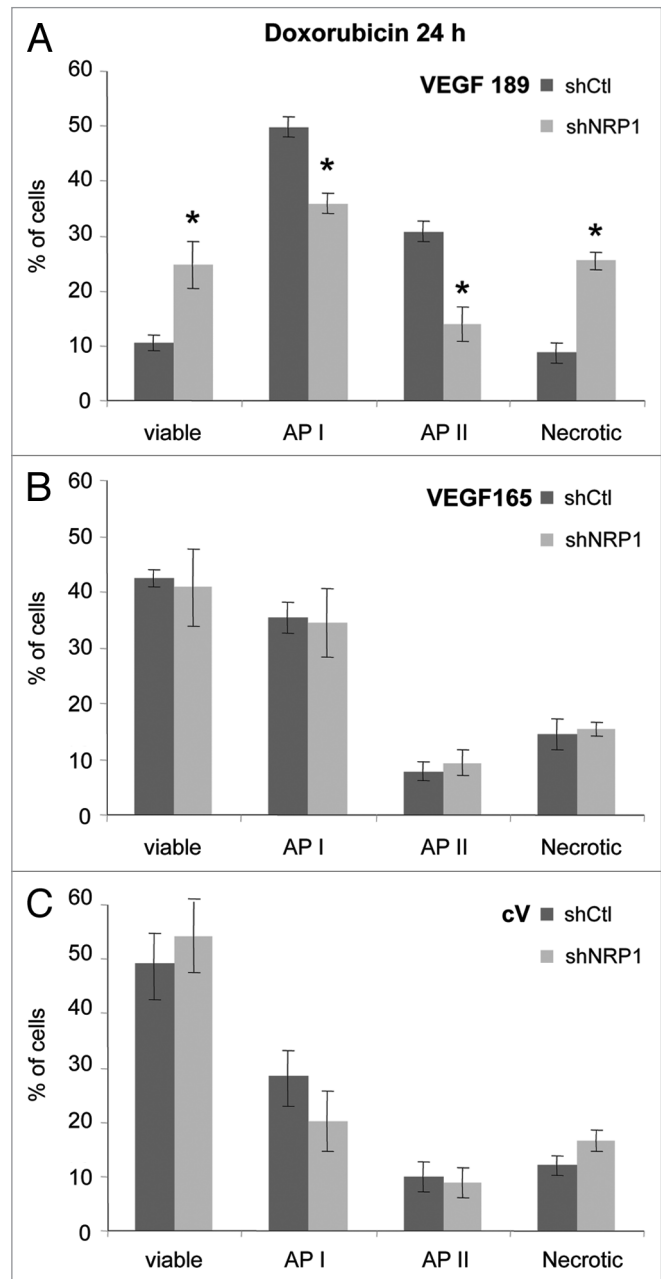 A
Doxorubicin 24 h
VEGF 189 shCtl
shNRP1
% of cells
60
50
40
30
20
10
0
* * * *
viable AP I AP II Necrotic
B
VEGF165 shCtl
shNRP1
% of cells
60
50
40
30
20
10
0
viable AP I AP II Necrotic
C
cV shCtl
shNRP1
% of cells
60
50
40
30
20
10
0
viable AP I AP II Necrotic